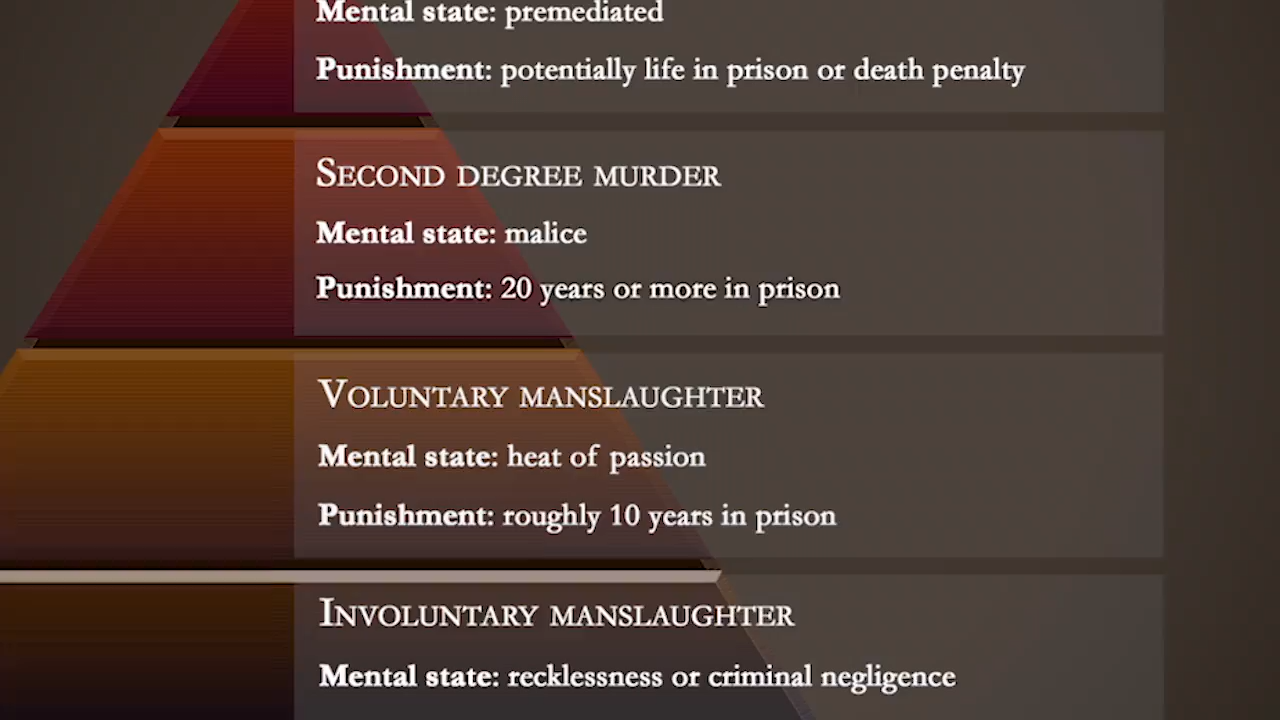 Mental state: premediated
Punishment: potentially life in prison or death penalty
SECOND DEGREE MURDER
Mental state: malice
Punishment: 20 years or more in prison
VOLUNTARY MANSLAUGHTER
Mental state: heat of passion
Punishment: roughly 10 years in prison
INVOLUNTARY MANSLAUGHTER
Mental state: recklessness or criminal negligence